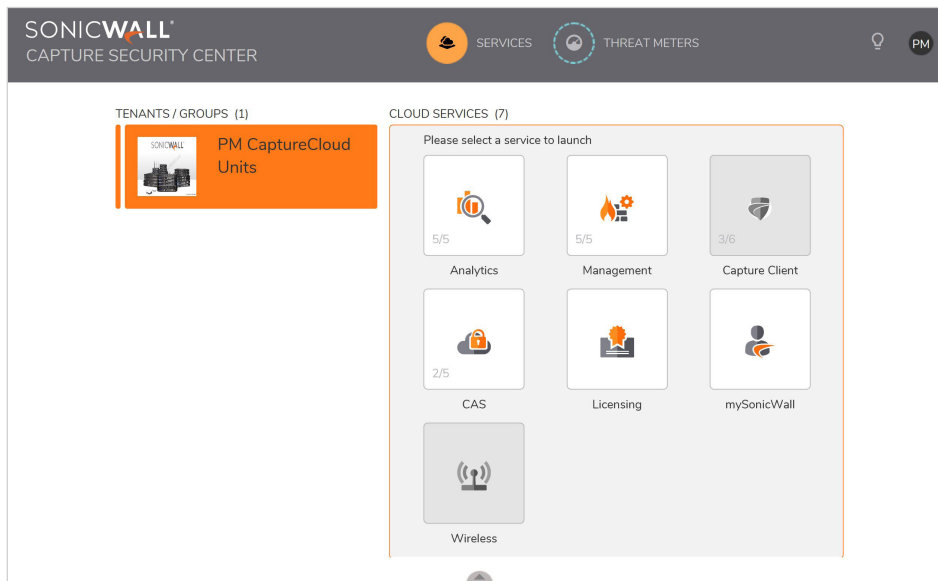 SONICWALL
CAPTURE SECURITY CENTER
SERVICES
THREAT METERS
PM
TENANTS / GROUPS (1)
SONICWALL
PM CaptureCloud
Units
CLOUD SERVICES (7)
Please select a service to launch
5/5
5/5
3/6
Analytics
Management
Capture Client
2/5
CAS
Licensing
mySonicWall
Wireless